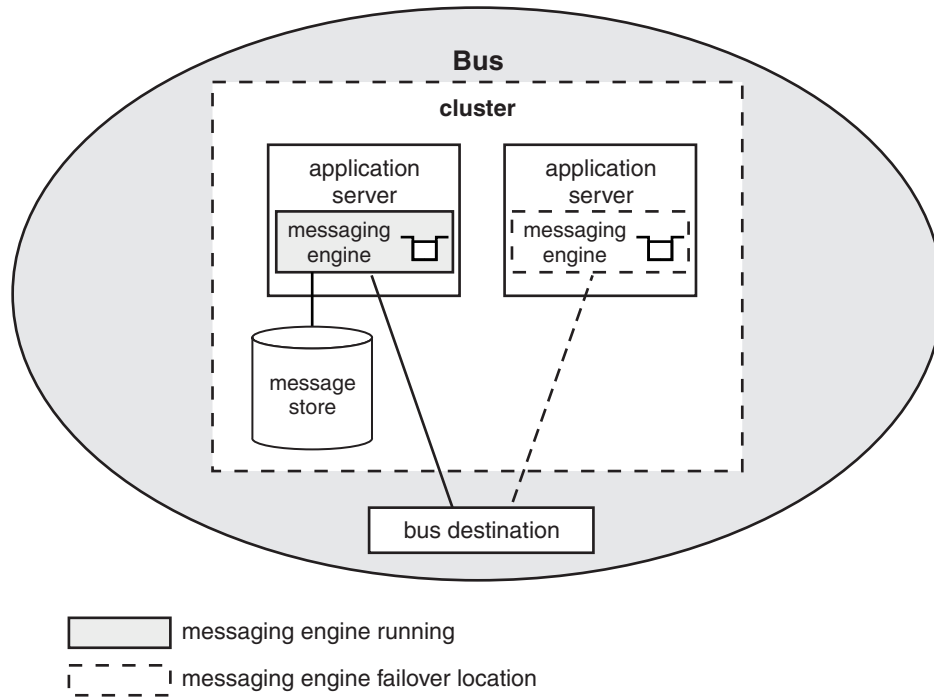 Bus
cluster
application
server
messaging
engine
application
server
messaging
engine
message
store
bus destination
messaging engine running
messaging engine failover location